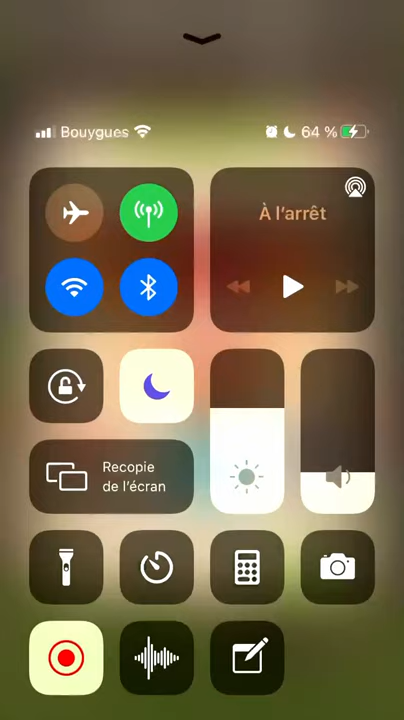 Bouygues
64 %
À l’arrêt
Recopie
de l’écran